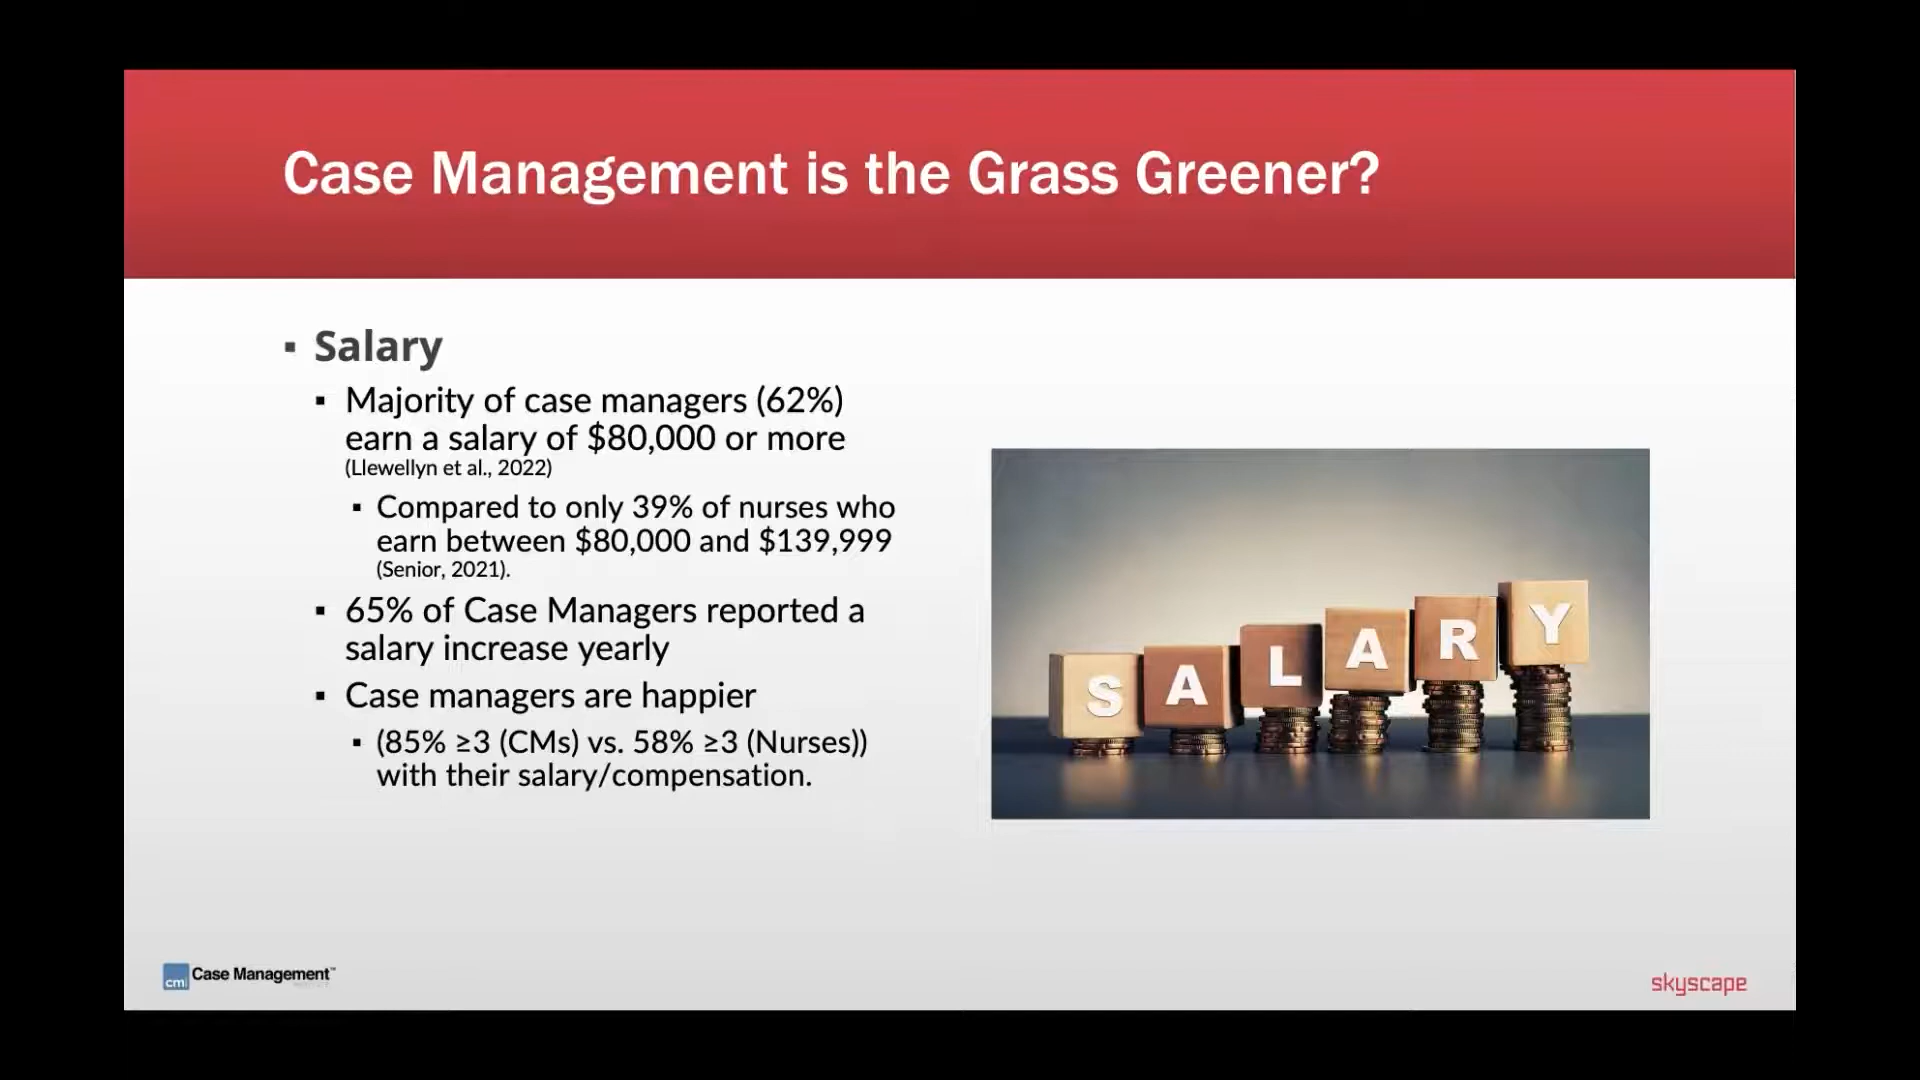 Case Management is the Grass Greener?
▪ Salary
▪ Majority of case managers (62%)
earn a salary of $80,000 or more
(Llewellyn et al., 2022)
▪ Compared to only 39% of nurses who
earn between $80,000 and $139,999
(Senior, 2021).
▪ 65% of Case Managers reported a
salary increase yearly
▪ Case managers are happier
▪ (85% ≥3 (CMs) vs. 58% ≥3 (Nurses))
with their salary/compensation.
SALARY
cmi Case Management™
skyscape